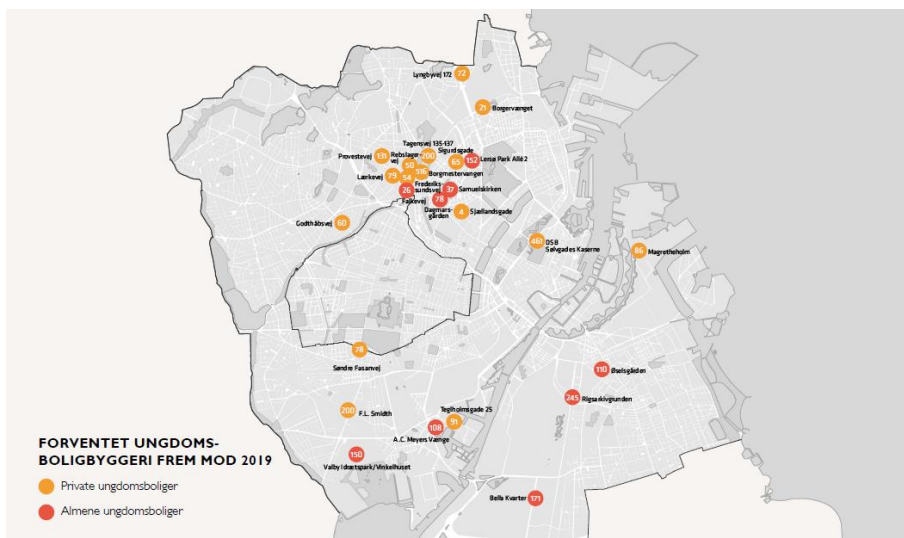 Lyngbyvej 172
72
21
Borgervænget
Tagensvej 135-137
Sigurdsgade
Provestevej
131
Rebslager-
vej
200
65
152
Lersø Park Allé 2
50
516
Borgmestervangen
Lærkevej
79
54
Frederiks-
sundsvej
26
37
Samuelskirken
Falkevej
78
Dagmars-
gården
4
Sjællandsgade
Godthåbsvej
60
461
DSB
Sølvgades Kaserne
86
Magretheholm
78
Søndre Fasanvej
110
Øselsgården
245
Rigsarkivgrunden
200
F.L. Smidth
Teglholmsgade 25
91
108
A.C. Meyers Vænge
150
Valby Idrætspark/Vinkelhuset
Bella Kvarter
171
FORVENTET UNGDOMS-
BOLIGBYGGERI FREM MOD 2019
Private ungdomsboliger
Almene ungdomsboliger